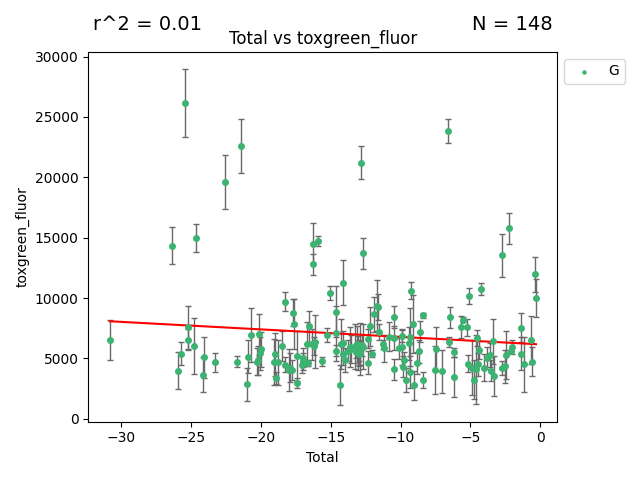 r^2 = 0.01 N = 148
Total vs toxgreen_fluor
G
30000
25000
20000
15000
10000
5000
0
toxgreen_fluor
−30 −25 −20 −15 −10 −5 0
Total